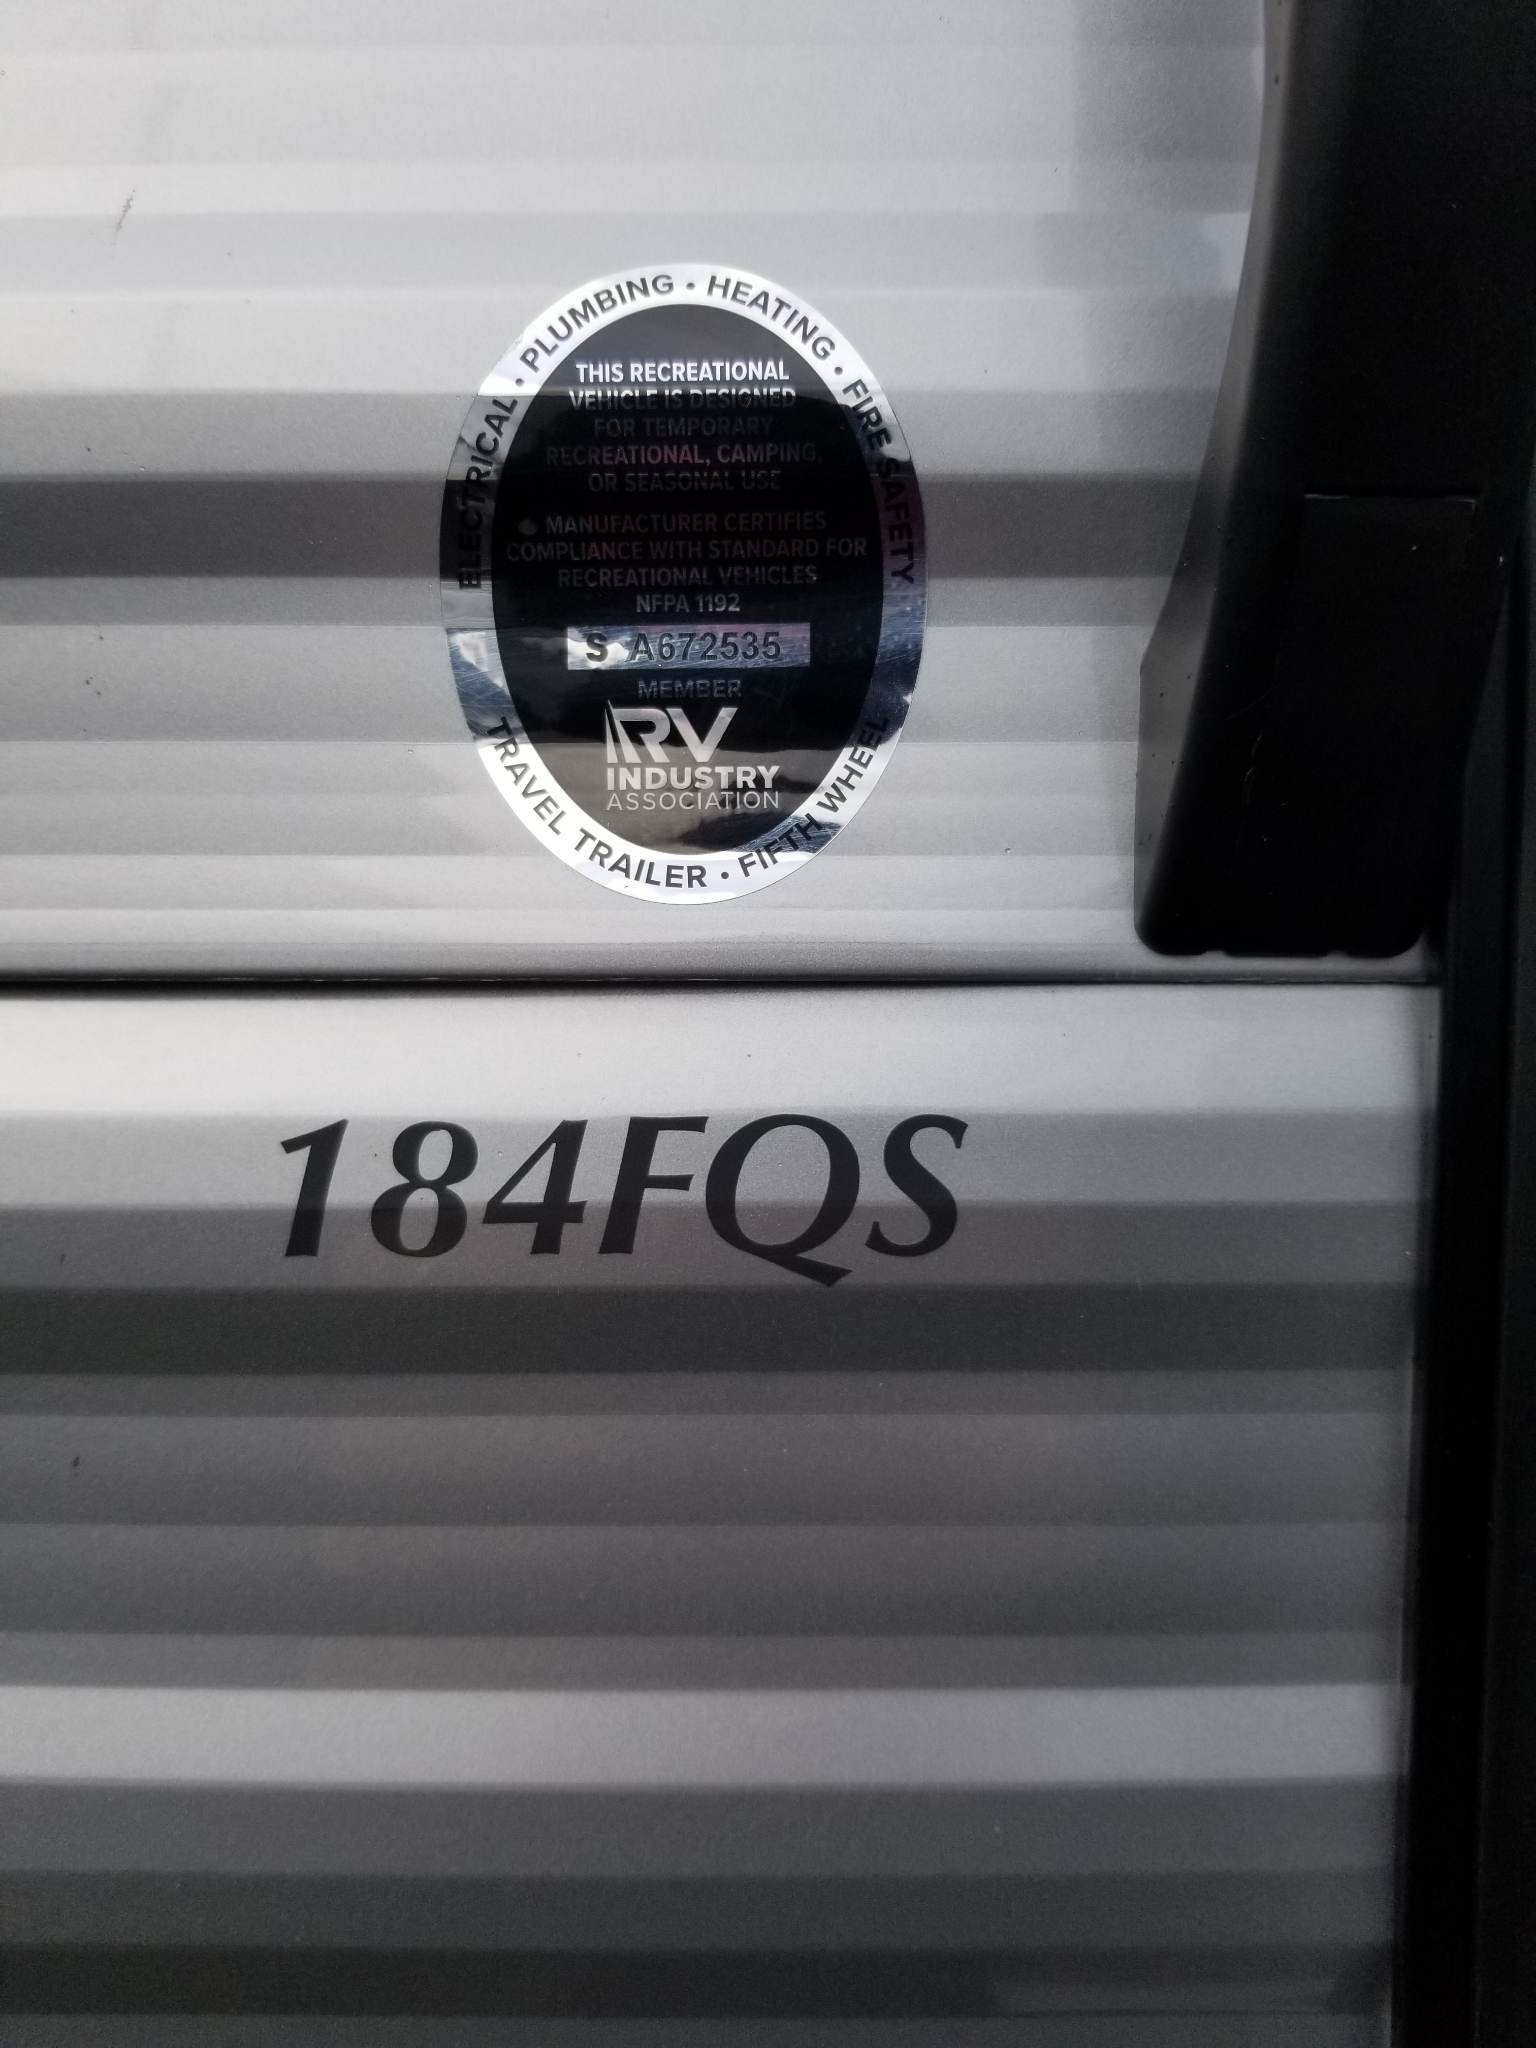 ELECTRICAL • PLUMBING • HEATING • FIRE SAFETY
THIS RECREATIONAL
VEHICLE IS DESIGNED
FOR TEMPORARY
RECREATIONAL, CAMPING,
OR SEASONAL USE
MANUFACTURER CERTIFIES
COMPLIANCE WITH STANDARD FOR
RECREATIONAL VEHICLES
NFPA 1192
S A672535
MEMBER
RV
INDUSTRY
ASSOCIATION
TRAVEL TRAILER • FIFTH WHEEL
184FQS